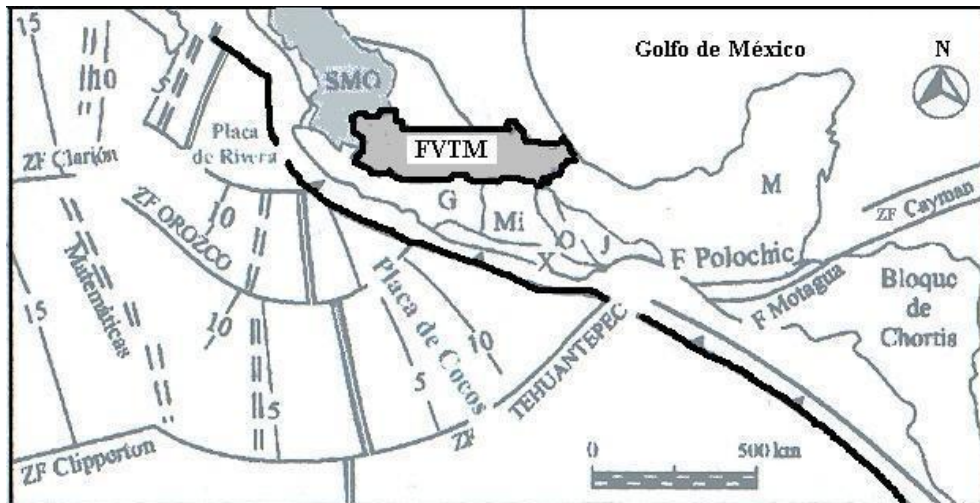 15
10
5
SMO
Golfo de México
N
Placa
de Rivera
FVTM
ZF Clarión
ZF OROZCO
10
G
Mi
O
J
X
M
ZF Cayman
F Polochic
F Motagua
Bloque
de
Chortis
Matemáticas
15
10
5
Placa de Cocos
10
5
TEHUANTEPEC
ZF
ZF Clipperton
0
500 km